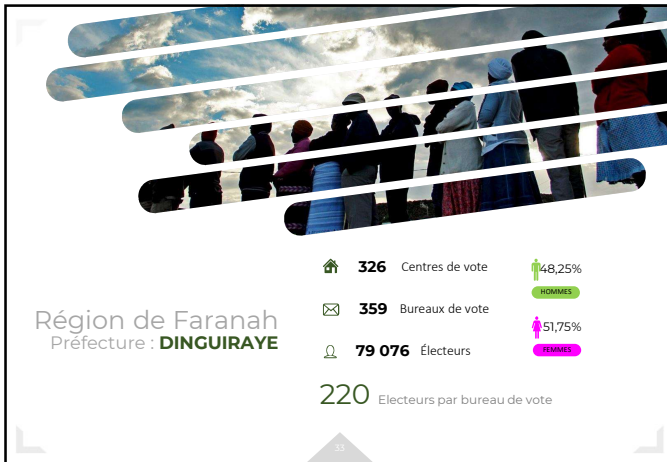 326 Centres de vote
48,25%
HOMMES
359 Bureaux de vote
51,75%
FEMMES
79 076 Électeurs
Région de Faranah
Préfecture : DINGUIRAYE
220 Electeurs par bureau de vote
33